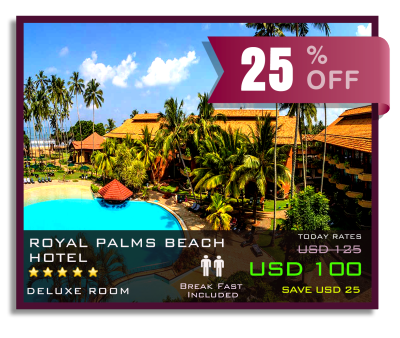 25% OFF
ROYAL PALMS BEACH
HOTEL
DELUXE ROOM
BREAK FAST
INCLUDED
TODAY RATES
USD 125
USD 100
SAVE USD 25